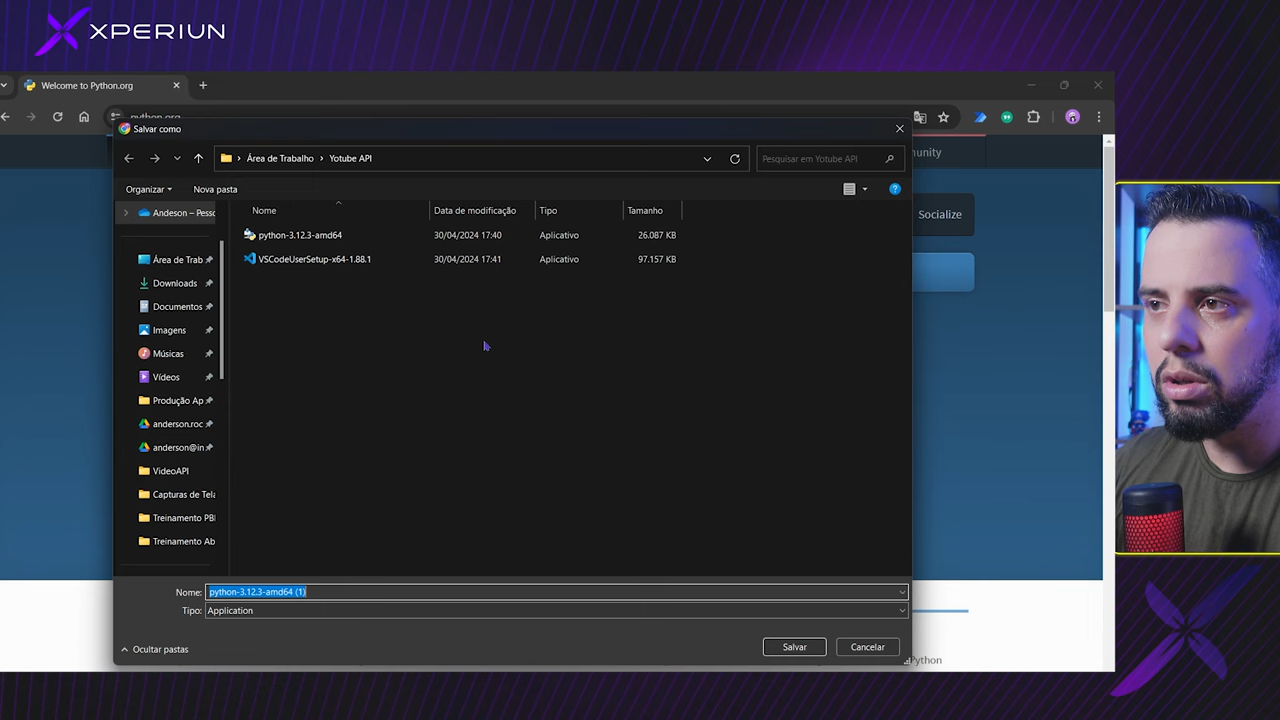 XPERIUN
Welcome to Python.org
python.org
Salvar como
Área de Trabalho > Yotube API
Pesquisar em Yotube API
unity
Organizar
Nova pasta
Socialize
Andeson – Pesso
Nome
Data de modificação
Tipo
Tamanho
python-3.12.3-amd64
30/04/2024 17:40
Aplicativo
26.087 KB
VSCodeUserSetup-x64-1.88.1
30/04/2024 17:41
Aplicativo
97.157 KB
Área de Trab
Downloads
Documentos
Imagens
Músicas
Vídeos
Produção Ap
anderson.roc
anderson@in
VideoAPI
Capturas de Tela
Treinamento PBI
Treinamento Ab
Nome: python-3.12.3-amd64 (1)
Tipo: Application
Ocultar pastas
Salvar
Cancelar
Python